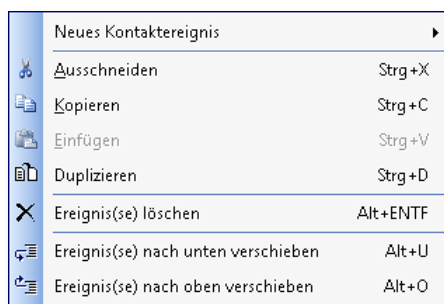 Neues Kontaktereignis
Ausschneiden Strg+X
Kopieren Strg+C
Einfügen Strg+V
Duplizieren Strg+D
Ereignis(se) löschen Alt+ENTF
Ereignis(se) nach unten verschieben Alt+U
Ereignis(se) nach oben verschieben Alt+O